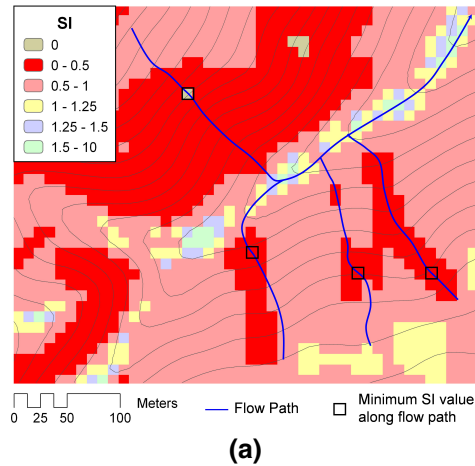 SI
0
0 - 0.5
0.5 - 1
1 - 1.25
1.25 - 1.5
1.5 - 10
Meters
0 25 50 100
Flow Path
Minimum SI value
along flow path
(a)